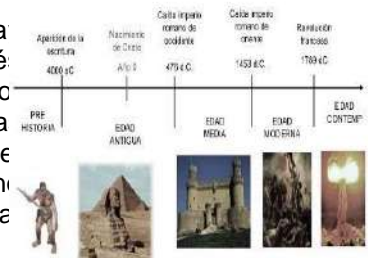 Aparición de la
escritura
4000 aC
Nacimiento
de Cristo
Año 0
Caída imperio
romano de
occidente
476 d.C.
Caída imperio
romano de
oriente
1453 d.C.
Revolución
francesa
1789 d.C.
PRE
HISTORIA
EDAD
ANTIGUA
EDAD
MEDIA
EDAD
MODERNA
EDAD
CONTEMP